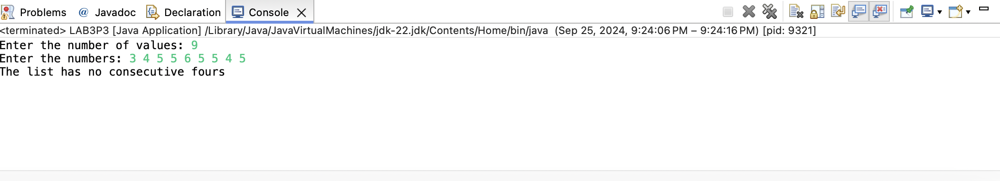 Problems @ Javadoc Declaration Console
<terminated> LAB3P3 [Java Application] /Library/Java/JavaVirtualMachines/jdk-22.jdk/Contents/Home/bin/java (Sep 25, 2024, 9:24:06 PM – 9:24:16 PM) [pid: 9321]
Enter the number of values: 9
Enter the numbers: 3 4 5 5 6 5 5 4 5
The list has no consecutive fours